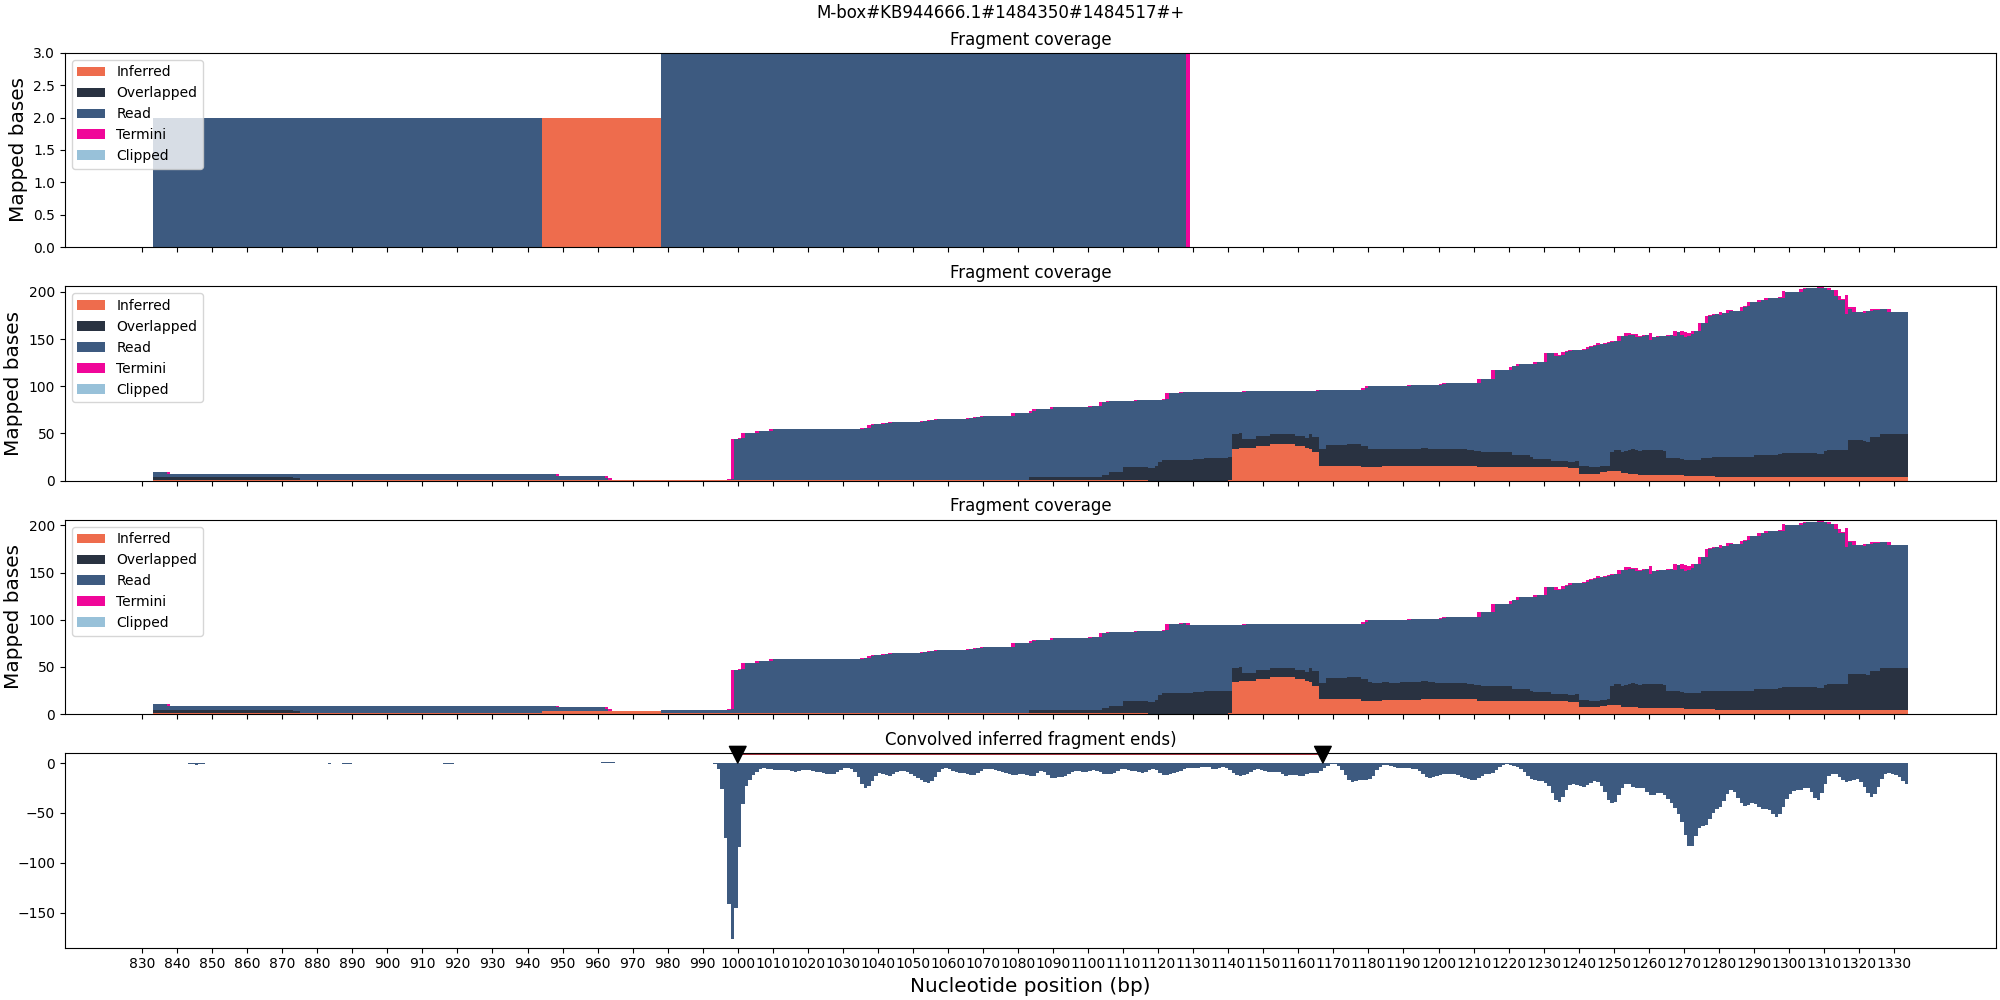 M-box#KB944666.1#1484350#1484517#+
Fragment coverage
Mapped bases
3.0
2.5
2.0
1.5
1.0
0.5
0.0
Inferred
Overlapped
Read
Termini
Clipped
Fragment coverage
Mapped bases
200
150
100
50
0
Inferred
Overlapped
Read
Termini
Clipped
Fragment coverage
Mapped bases
200
150
100
50
0
Inferred
Overlapped
Read
Termini
Clipped
Convolved inferred fragment ends)
0
−50
−100
−150
830 840 850 860 870 880 890 900 910 920 930 940 950 960 970 980 990 1000 1010 1020 1030 1040 1050 1060 1070 1080 1090 1100 1110 1120 1130 1140 1150 1160 1170 1180 1190 1200 1210 1220 1230 1240 1250 1260 1270 1280 1290 1300 1310 1320 1330
Nucleotide position (bp)